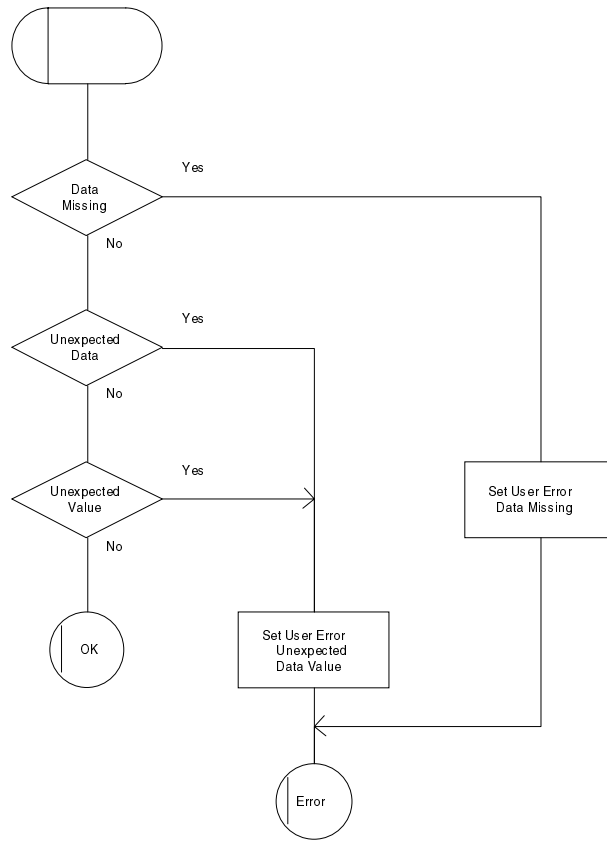 Yes
Data
Missing
No
Yes
Unexpected
Data
No
Yes
Unexpected
Value
No
Set User Error
Data Missing
OK
Set User Error
Unexpected
Data Value
Error